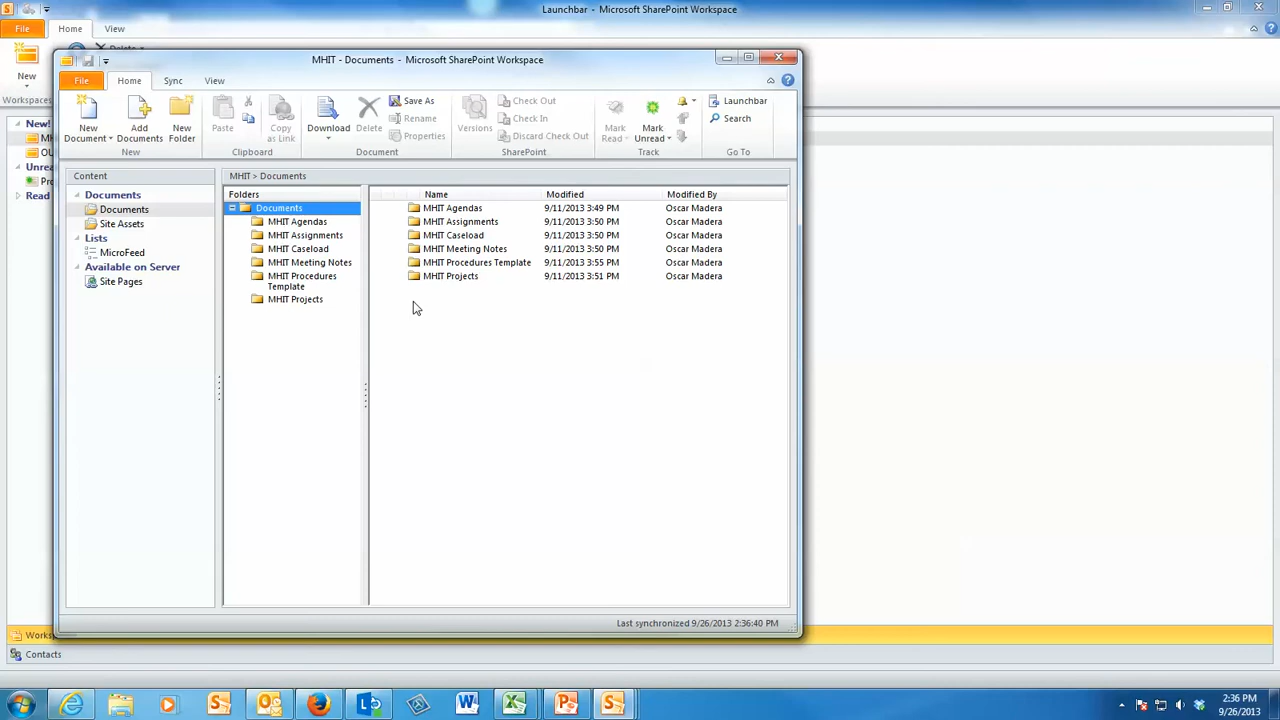 Launchbar - Microsoft SharePoint Workspace
File Home View
New
Workspaces
New!
Read
Contacts
MHIT - Documents - Microsoft SharePoint Workspace
File Home Sync View
New Document
Add Documents
New Folder
New
Paste
Copy as Link
Clipboard
Download
Delete
Save As
Rename
Properties
Document
Versions
Check Out
Check In
Discard Check Out
SharePoint
Mark Read
Mark Unread
Track
Launchbar
Search
Go To
Content
Documents
Documents
Site Assets
Lists
MicroFeed
Available on Server
Site Pages
MHIT > Documents
Folders
Documents
MHIT Agendas
MHIT Assignments
MHIT Caseload
MHIT Meeting Notes
MHIT Procedures
Template
MHIT Projects
Name Modified Modified By
MHIT Agendas 9/11/2013 3:49 PM Oscar Madera
MHIT Assignments 9/11/2013 3:50 PM Oscar Madera
MHIT Caseload 9/11/2013 3:50 PM Oscar Madera
MHIT Meeting Notes 9/11/2013 3:50 PM Oscar Madera
MHIT Procedures Template 9/11/2013 3:55 PM Oscar Madera
MHIT Projects 9/11/2013 3:51 PM Oscar Madera
Last synchronized 9/26/2013 2:36:40 PM
2:36 PM
9/26/2013